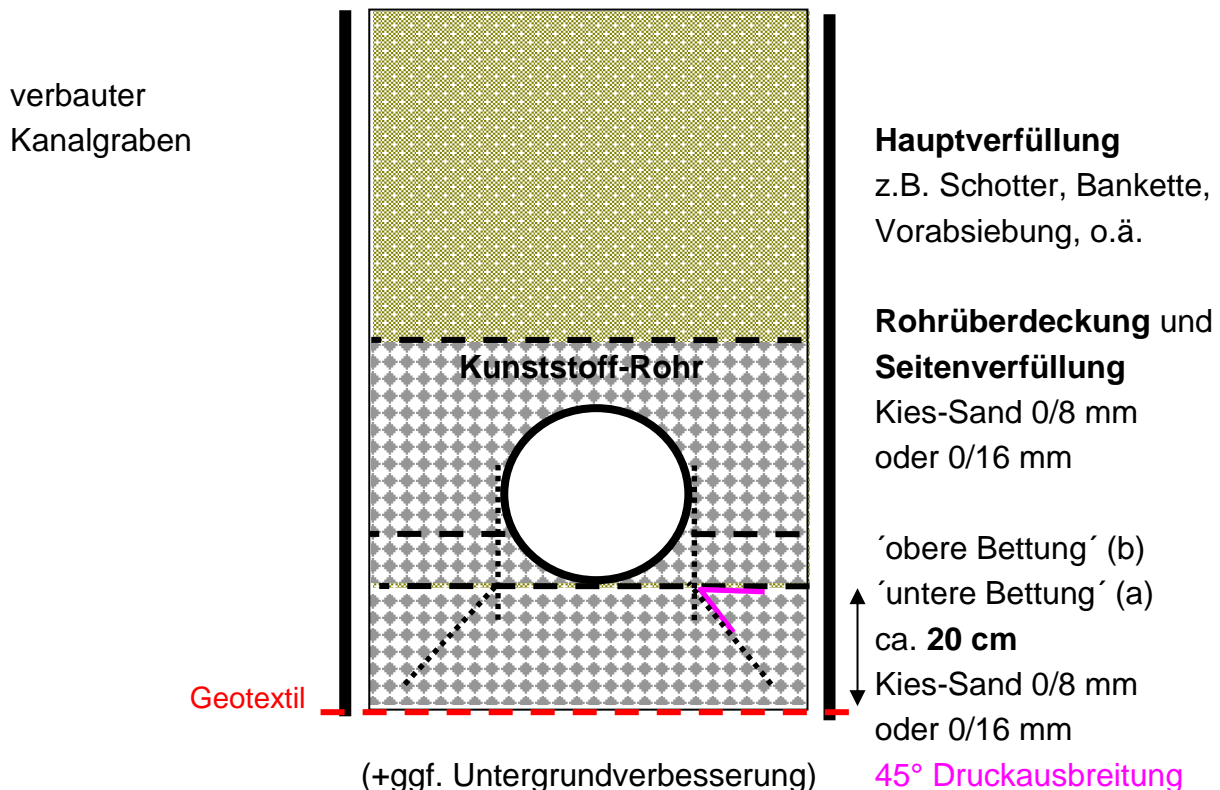 verbauter
Kanalgraben
Hauptverfüllung
z.B. Schotter, Bankette,
Vorabsiebung, o.ä.
Rohrüberdeckung und
Seitenverfüllung
Kies-Sand 0/8 mm
oder 0/16 mm
Kunststoff-Rohr
´obere Bettung´ (b)
´untere Bettung´ (a)
ca. 20 cm
Kies-Sand 0/8 mm
oder 0/16 mm
45° Druckausbreitung
Geotextil
(+ggf. Untergrundverbesserung)